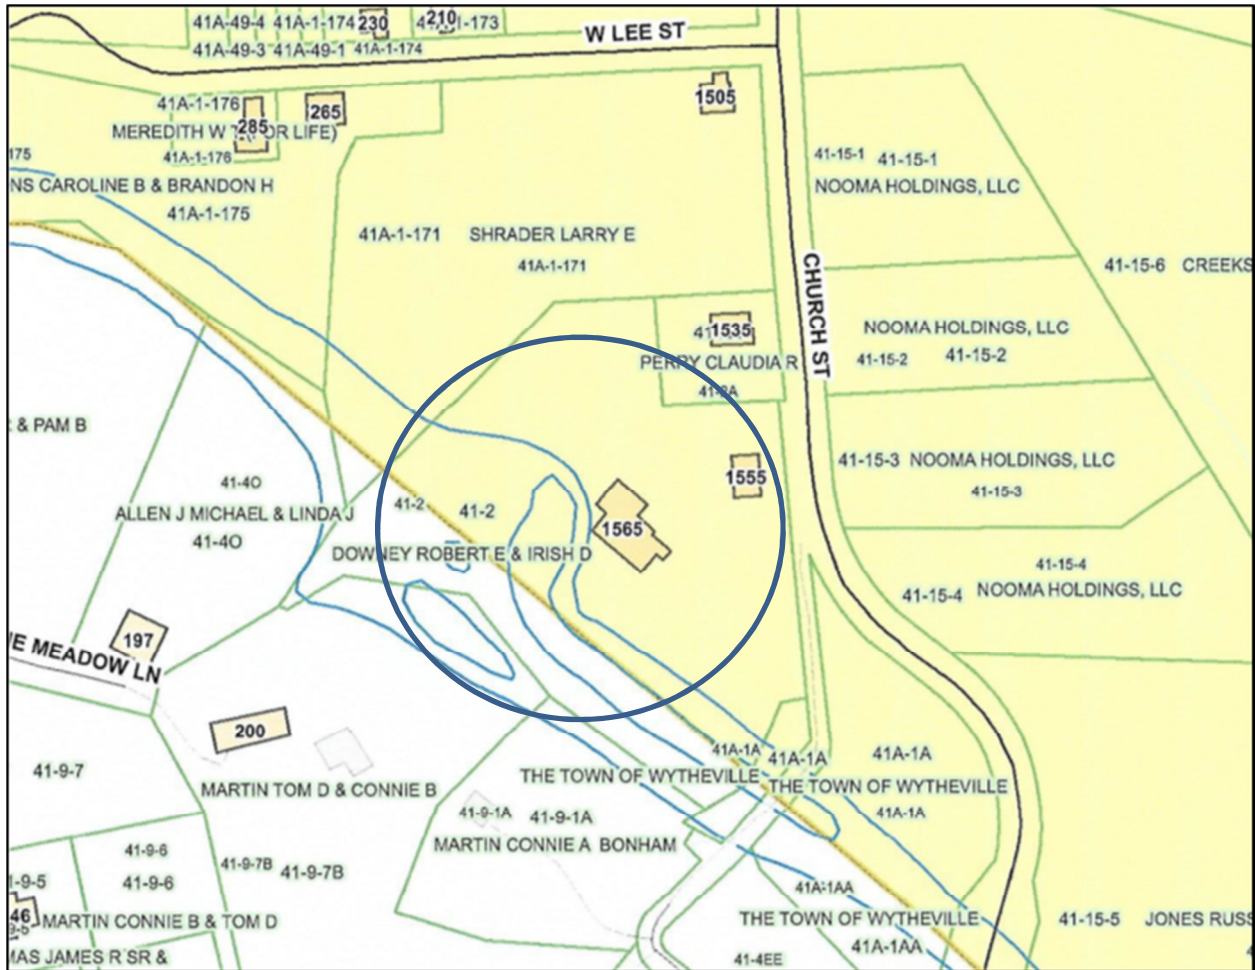 41A-49-4 41A-1-174 230 210 1-173
W LEE ST
41A-49-3 41A-49-1 41A-1-174
1505
41A-1-176
265
285
MEREDITH W (FOR LIFE)
41A-1-176
175
41-15-1 41-15-1
NS CAROLINE B & BRANDON H
NOOMA HOLDINGS, LLC
41A-1-175
41A-1-171 SHRADER LARRY E
41A-1-171
41-15-6 CREEKS
CHURCH ST
1535
NOOMA HOLDINGS, LLC
41-15-2 41-15-2
PERRY CLAUDIA R
41-2A
& PAM B
41-15-3 NOOMA HOLDINGS, LLC
41-15-3
1555
41-4O
41-2 41-2
ALLEN J MICHAEL & LINDA J
41-4O
1565
DOWNEY ROBERT E & IRISH D
41-15-4
41-15-4 NOOMA HOLDINGS, LLC
197
IE MEADOW LN
200
41A-1A 41A-1A 41A-1A
41-9-7
THE TOWN OF WYTHEVILLE THE TOWN OF WYTHEVILLE
MARTIN TOM D & CONNIE B
41-9-1A 41-9-1A
41A-1A
MARTIN CONNIE A BONHAM
41-9-6
41-9-7B 41-9-7B
1-9-5 41-9-6
41A-1AA
46 MARTIN CONNIE B & TOM D
THE TOWN OF WYTHEVILLE
41-15-5 JONES RUSS
41A-1AA
MAS JAMES R SR &
41-4EE